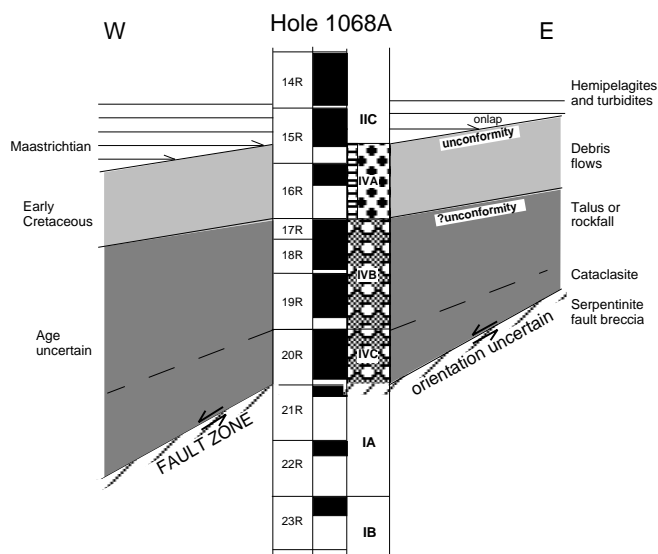 Hole 1068A
W
E
14R
15R
16R
17R
18R
19R
20R
21R
22R
23R
IIC
IVA
IVB
IVC
IA
IB
Maastrichtian
Early
Cretaceous
Age
uncertain
FAULT ZONE
onlap
unconformity
?unconformity
orientation uncertain
Hemipelagites
and turbidites
Debris
flows
Talus or
rockfall
Cataclasite
Serpentinite
fault breccia